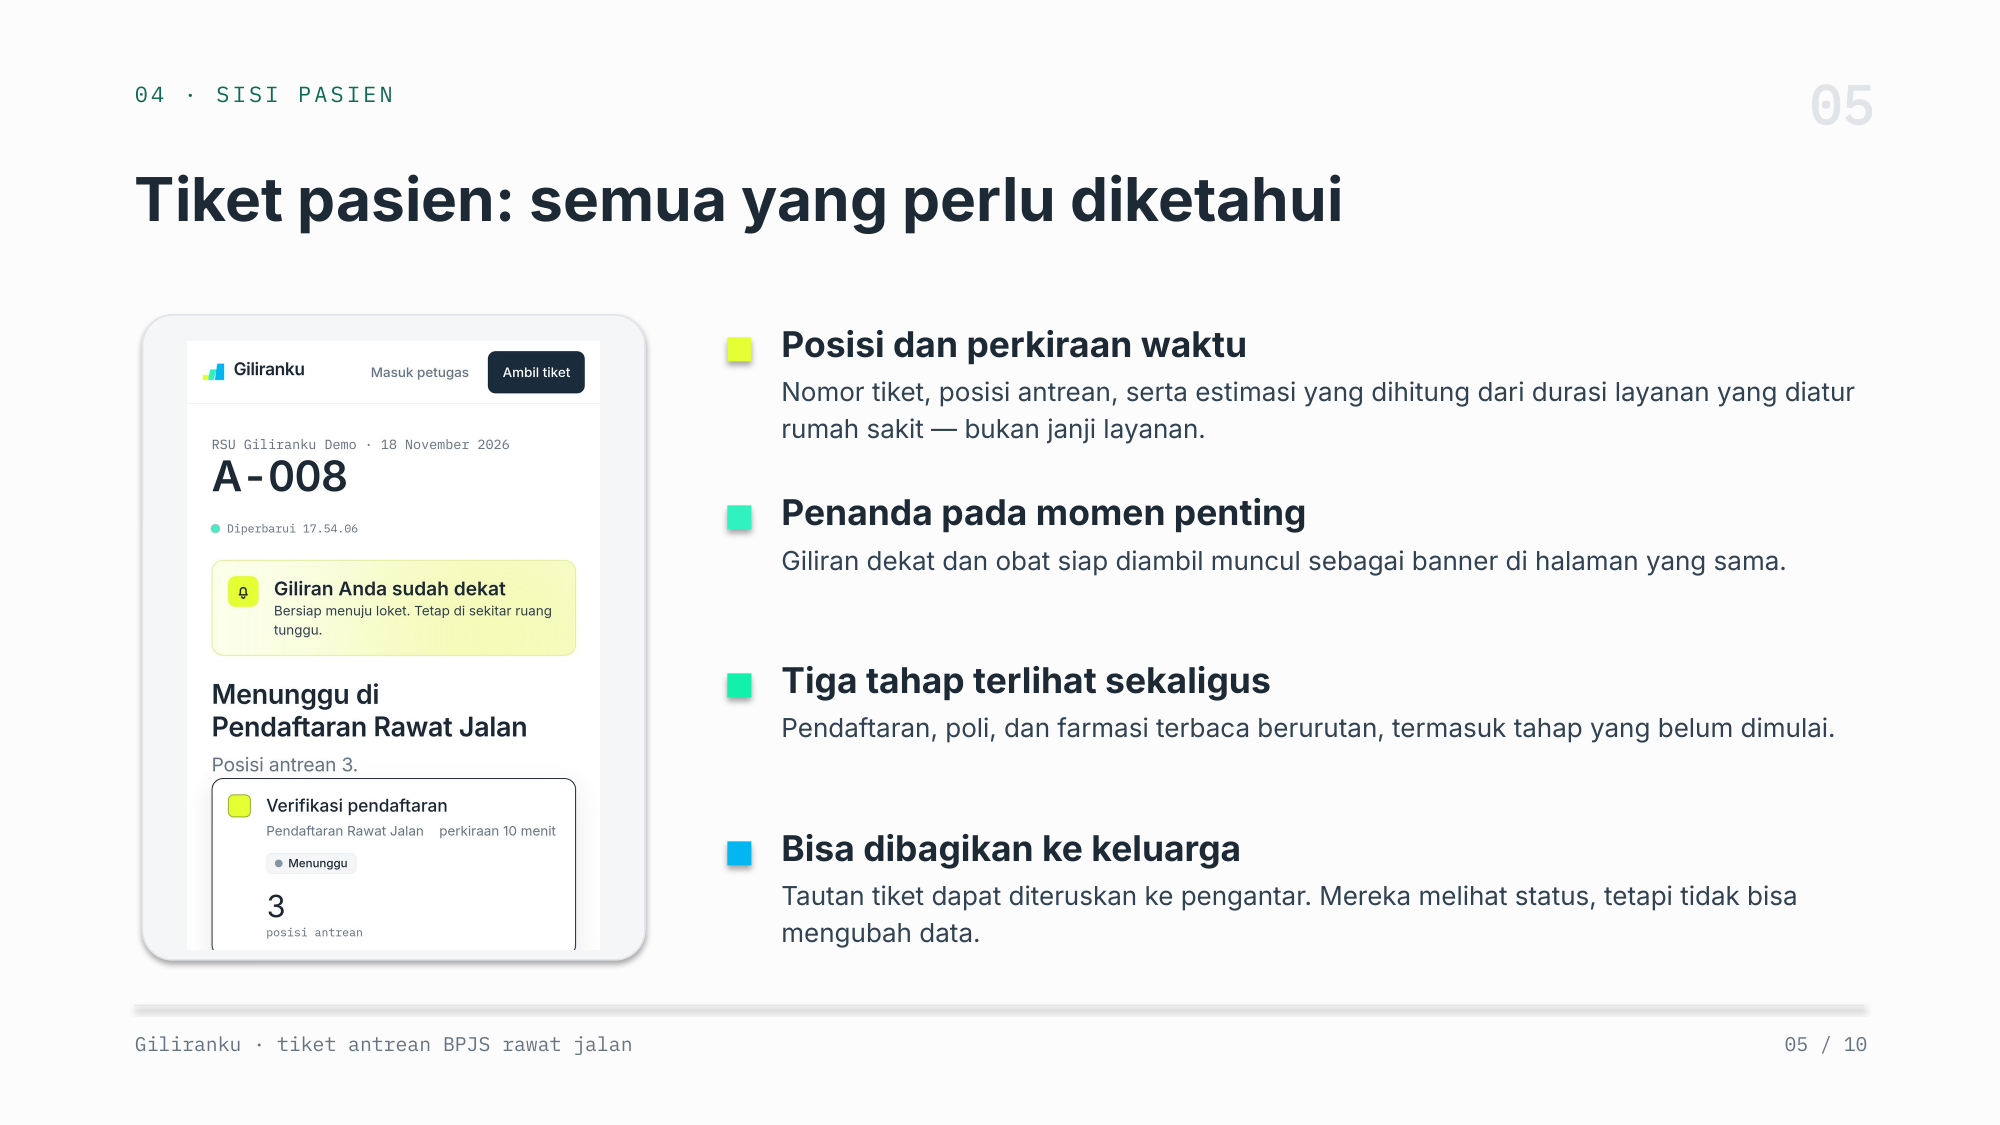 04 · SISI PASIEN
05
Tiket pasien: semua yang perlu diketahui
Giliranku
Masuk petugas
Ambil tiket
RSU Giliranku Demo · 18 November 2026
A-008
Diperbarui 17.54.06
Giliran Anda sudah dekat
Bersiap menuju loket. Tetap di sekitar ruang
tunggu.
Menunggu di
Pendaftaran Rawat Jalan
Posisi antrean 3.
Verifikasi pendaftaran
Pendaftaran Rawat Jalan perkiraan 10 menit
Menunggu
3
posisi antrean
Posisi dan perkiraan waktu
Nomor tiket, posisi antrean, serta estimasi yang dihitung dari durasi layanan yang diatur
rumah sakit — bukan janji layanan.
Penanda pada momen penting
Giliran dekat dan obat siap diambil muncul sebagai banner di halaman yang sama.
Tiga tahap terlihat sekaligus
Pendaftaran, poli, dan farmasi terbaca berurutan, termasuk tahap yang belum dimulai.
Bisa dibagikan ke keluarga
Tautan tiket dapat diteruskan ke pengantar. Mereka melihat status, tetapi tidak bisa
mengubah data.
Giliranku · tiket antrean BPJS rawat jalan
05 / 10